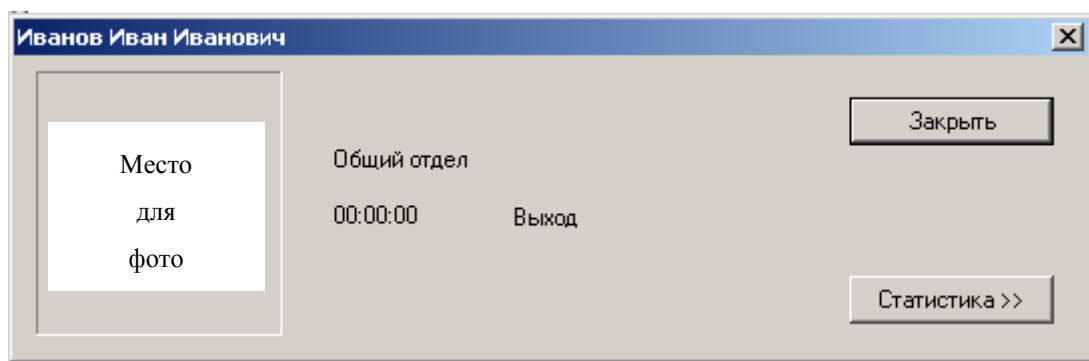 Иванов Иван Иванович
Место
для
фото
Общий отдел
00:00:00 Выход
Закрыть
Статистика >>